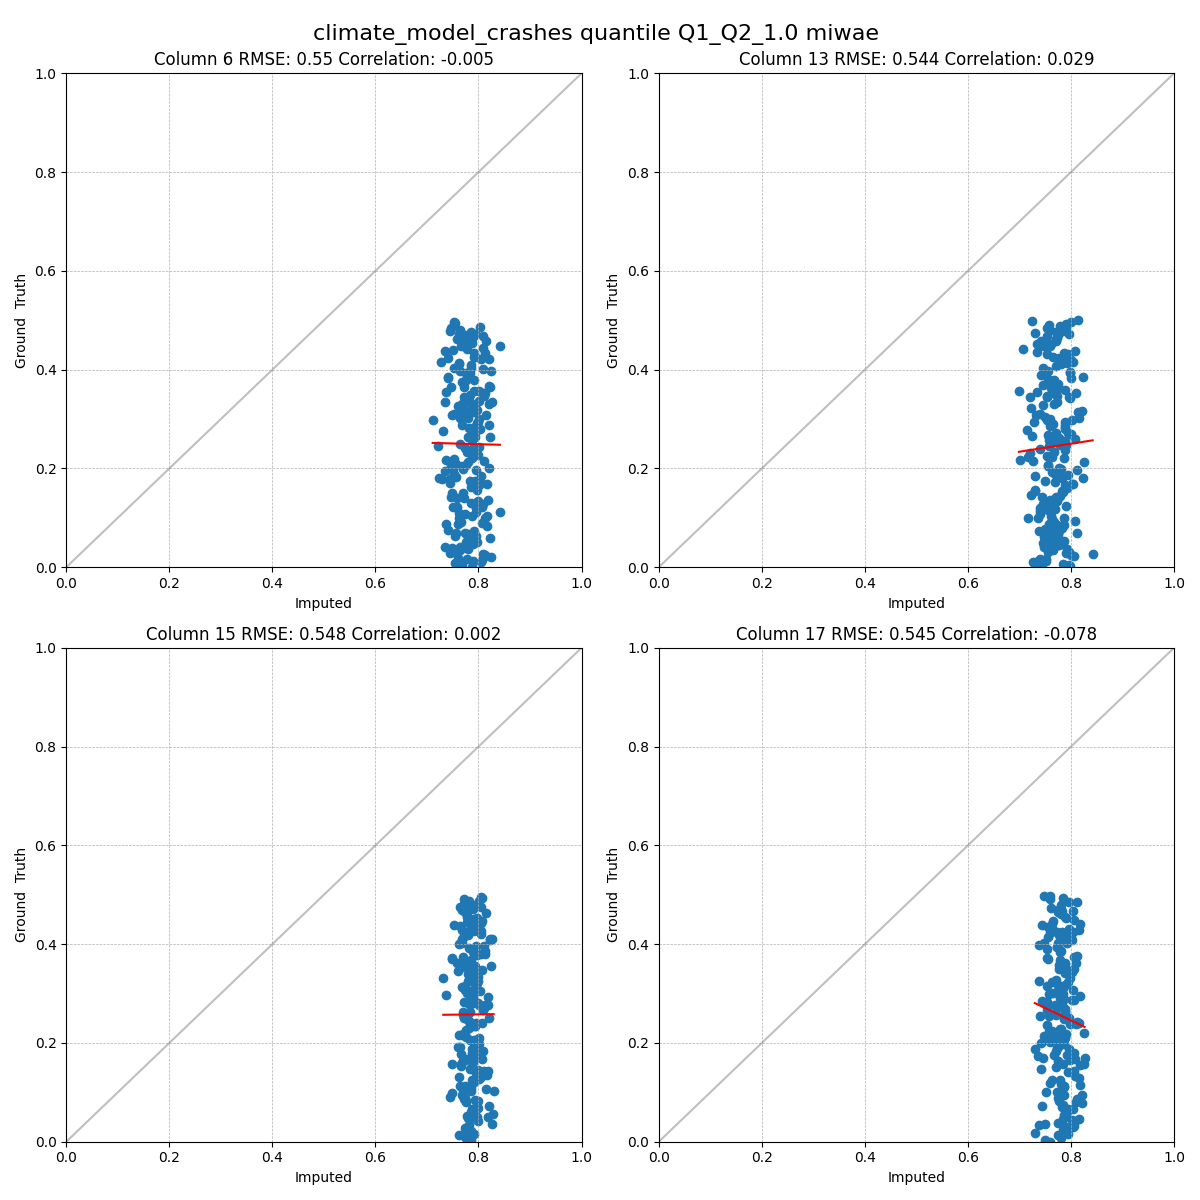 climate_model_crashes quantile Q1_Q2_1.0 miwae
Column 6 RMSE: 0.55 Correlation: -0.005
1.0
0.8
0.6
0.4
0.2
0.0
Ground  Truth
0.0 0.2 0.4 0.6 0.8 1.0
Imputed
Column 13 RMSE: 0.544 Correlation: 0.029
1.0
0.8
0.6
0.4
0.2
0.0
Ground  Truth
0.0 0.2 0.4 0.6 0.8 1.0
Imputed
Column 15 RMSE: 0.548 Correlation: 0.002
1.0
0.8
0.6
0.4
0.2
0.0
Ground  Truth
0.0 0.2 0.4 0.6 0.8 1.0
Imputed
Column 17 RMSE: 0.545 Correlation: -0.078
1.0
0.8
0.6
0.4
0.2
0.0
Ground  Truth
0.0 0.2 0.4 0.6 0.8 1.0
Imputed